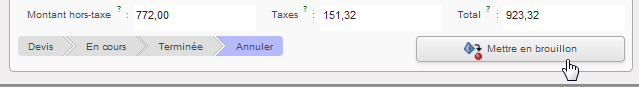 Montant hors-taxe ? : 772,00 Taxes ? : 151,32 Total ? : 923,32
Devis En cours Terminée Annuler Mettre en brouillon